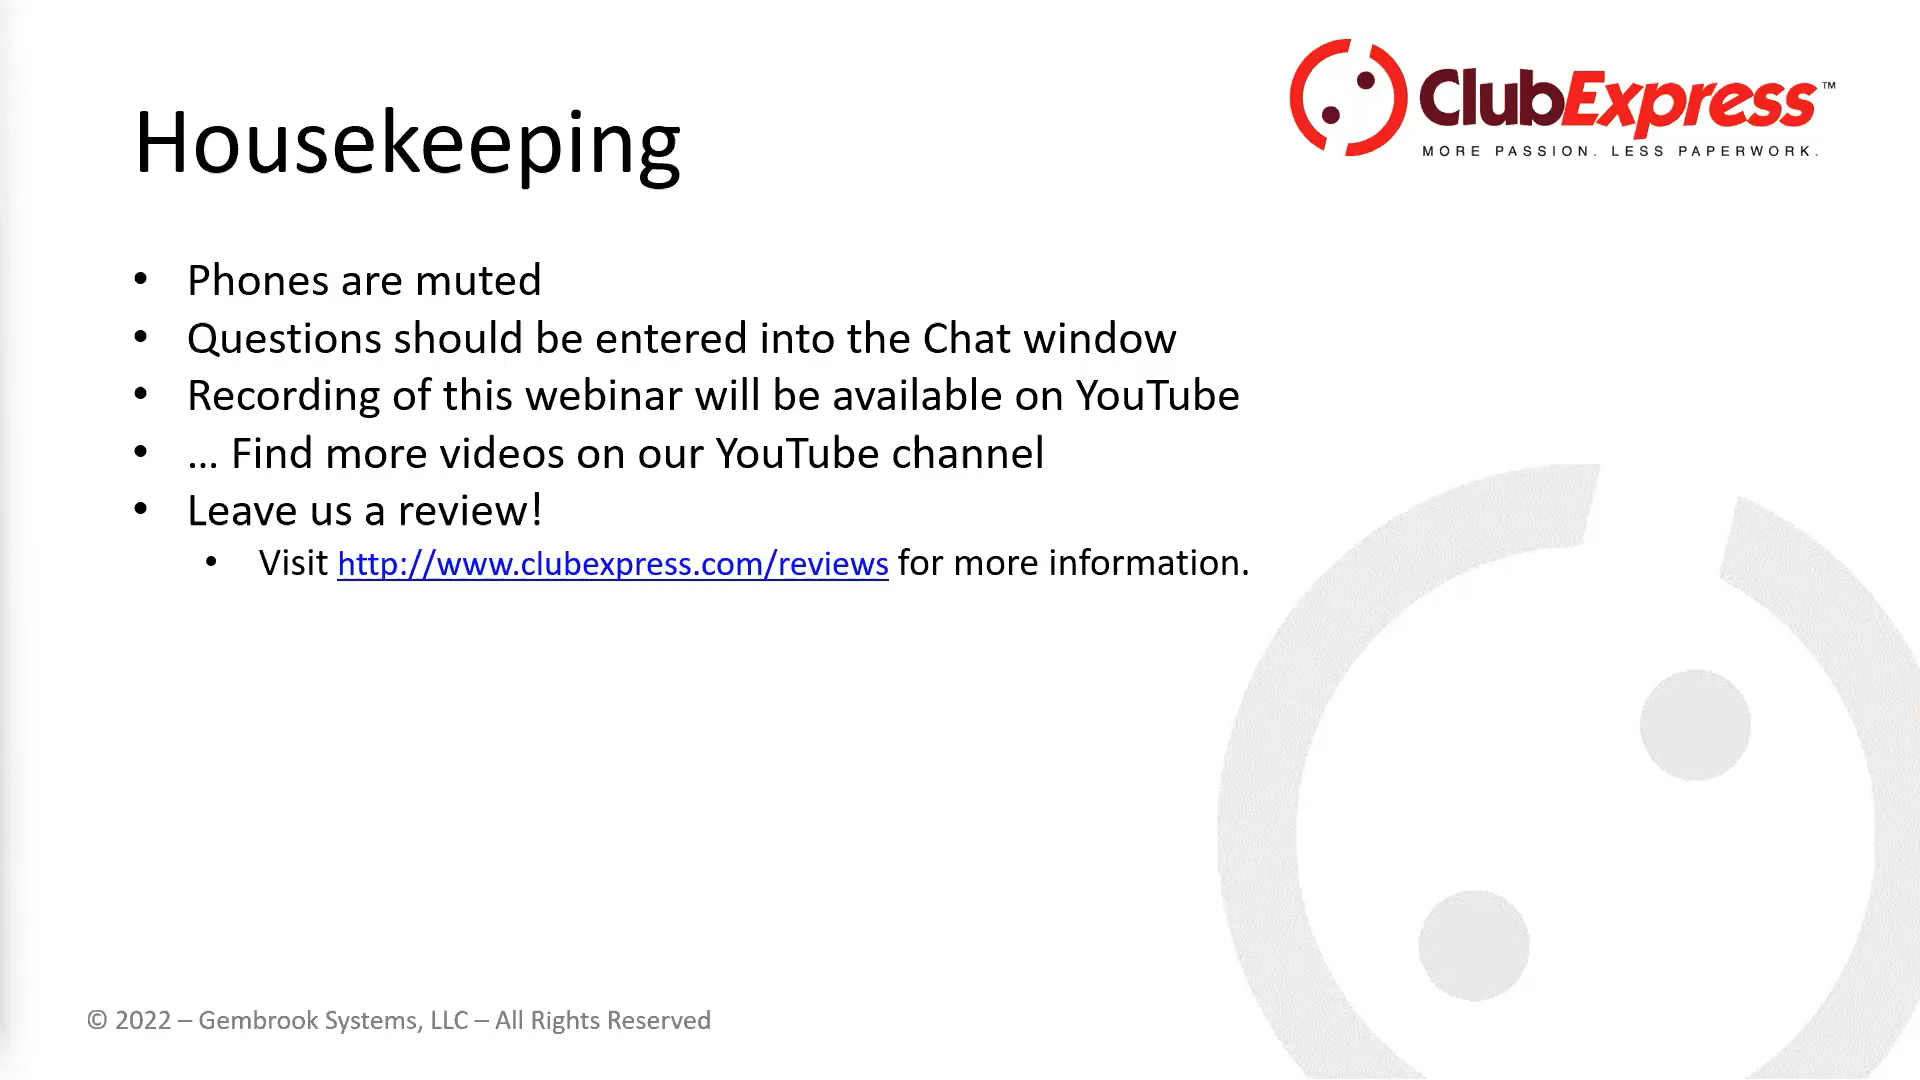 ClubExpress™
MORE PASSION. LESS PAPERWORK.
Housekeeping
• Phones are muted
• Questions should be entered into the Chat window
• Recording of this webinar will be available on YouTube
• ... Find more videos on our YouTube channel
• Leave us a review!
• Visit http://www.clubexpress.com/reviews for more information.
© 2022 – Gembrook Systems, LLC – All Rights Reserved